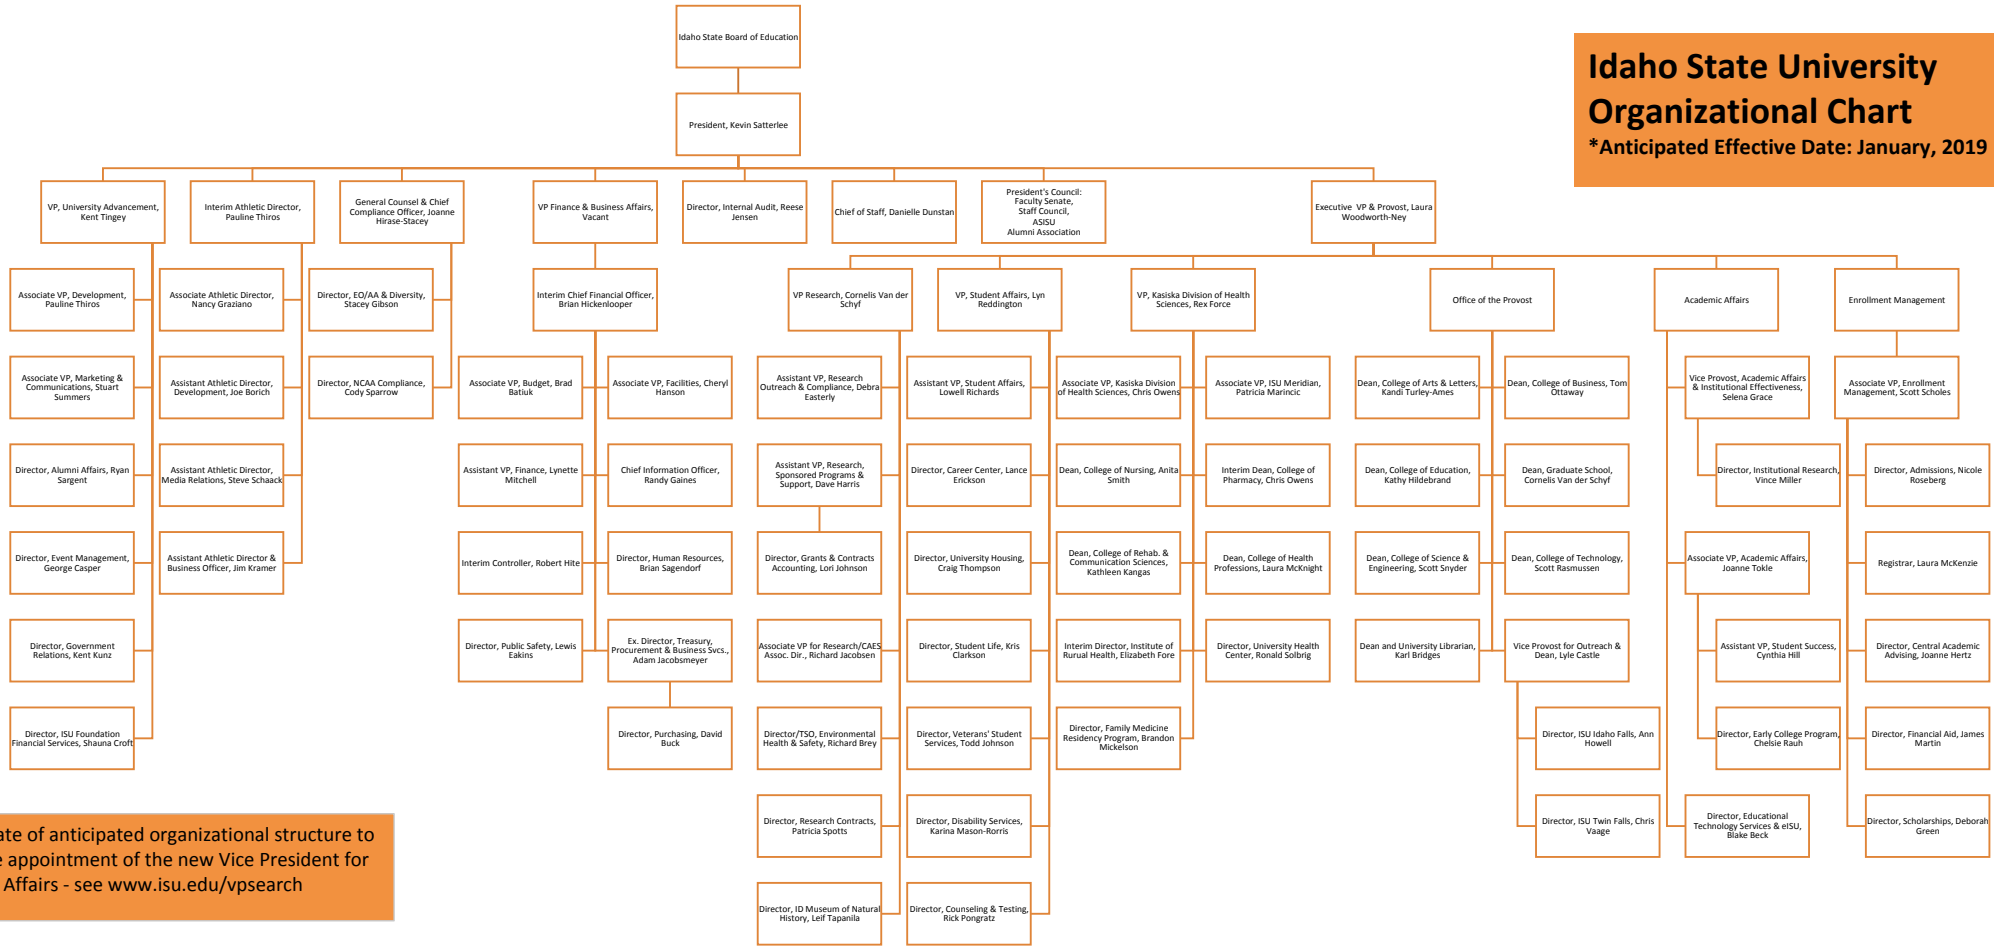 Idaho State Board of Education
Idaho State University
Organizational Chart
*Anticipated Effective Date: January, 2019
President, Kevin Satterlee
VP, University Advancement,
Kent Tingey
Interim Athletic Director,
Pauline Thiros
General Counsel & Chief
Compliance Officer, Joanne
Hirase-Stacey
VP Finance & Business Affairs,
Vacant
Director, Internal Audit, Reese
Jensen
Chief of Staff, Danielle Dunstan
President's Council:
Faculty Senate,
Staff Council,
ASISU
Alumni Association
Executive VP & Provost, Laura
Woodworth-Ney
Associate VP, Development,
Pauline Thiros
Associate Athletic Director,
Nancy Graziano
Director, EO/AA & Diversity,
Stacey Gibson
Interim Chief Financial Officer,
Brian Hickenlooper
VP Research, Cornelis Van der
Schyf
VP, Student Affairs, Lyn
Reddington
VP, Kasiska Division of Health
Sciences, Rex Force
Office of the Provost
Academic Affairs
Enrollment Management
Associate VP, Marketing &
Communications, Stuart
Summers
Assistant Athletic Director,
Development, Joe Borich
Director, NCAA Compliance,
Cody Sparrow
Associate VP, Budget, Brad
Batiuk
Associate VP, Facilities, Cheryl
Hanson
Assistant VP, Research
Outreach & Compliance, Debra
Easterly
Assistant VP, Student Affairs,
Lowell Richards
Associate VP, Kasiska Division
of Health Sciences, Chris Owens
Associate VP, ISU Meridian,
Patricia Marincic
Dean, College of Arts & Letters,
Kandi Turley-Ames
Dean, College of Business, Tom
Ottaway
Vice Provost, Academic Affairs
& Institutional Effectiveness,
Selena Grace
Associate VP, Enrollment
Management, Scott Scholes
Director, Alumni Affairs, Ryan
Sargent
Assistant Athletic Director,
Media Relations, Steve Schaack
Assistant VP, Finance, Lynette
Mitchell
Chief Information Officer,
Randy Gaines
Assistant VP, Research,
Sponsored Programs &
Support, Dave Harris
Director, Career Center, Lance
Erickson
Dean, College of Nursing, Anita
Smith
Interim Dean, College of
Pharmacy, Chris Owens
Dean, College of Education,
Kathy Hildebrand
Dean, Graduate School,
Cornelis Van der Schyf
Director, Institutional Research,
Vince Miller
Director, Admissions, Nicole
Roseberg
Director, Event Management,
George Casper
Assistant Athletic Director &
Business Officer, Jim Kramer
Interim Controller, Robert Hite
Director, Human Resources,
Brian Sagendorf
Director, Grants & Contracts
Accounting, Lori Johnson
Director, University Housing,
Craig Thompson
Dean, College of Rehab. &
Communication Sciences,
Kathleen Kangas
Dean, College of Health
Professions, Laura McKnight
Dean, College of Science &
Engineering, Scott Snyder
Dean, College of Technology,
Scott Rasmussen
Associate VP, Academic Affairs,
Joanne Tokle
Registrar, Laura McKenzie
Director, Government
Relations, Kent Kunz
Director, Public Safety, Lewis
Eakins
Ex. Director, Treasury,
Procurement & Business Svcs.,
Adam Jacobsmeyer
Associate VP for Research/CAES
Assoc. Dir., Richard Jacobsen
Director, Student Life, Kris
Clarkson
Interim Director, Institute of
Rurual Health, Elizabeth Fore
Director, University Health
Center, Ronald Solbrig
Dean and University Librarian,
Karl Bridges
Vice Provost for Outreach &
Dean, Lyle Castle
Assistant VP, Student Success,
Cynthia Hill
Director, Central Academic
Advising, Joanne Hertz
Director, ISU Foundation
Financial Services, Shauna Croft
Director, Purchasing, David
Buck
Director/TSO, Environmental
Health & Safety, Richard Brey
Director, Veterans' Student
Services, Todd Johnson
Director, Family Medicine
Residency Program, Brandon
Mickelson
Director, ISU Idaho Falls, Ann
Howell
Director, Early College Program,
Chelsie Rauh
Director, Financial Aid, James
Martin
Director, Research Contracts,
Patricia Spotts
Director, Disability Services,
Karina Mason-Rorris
Director, ISU Twin Falls, Chris
Vaage
Director, Educational
Technology Services & eISU,
Blake Beck
Director, Scholarships, Deborah
Green
Director, ID Museum of Natural
History, Leif Tapanila
Director, Counseling & Testing,
Rick Pongratz
of anticipated organizational structure to
appointment of the new Vice President for
Affairs - see www.isu.edu/vpsearch